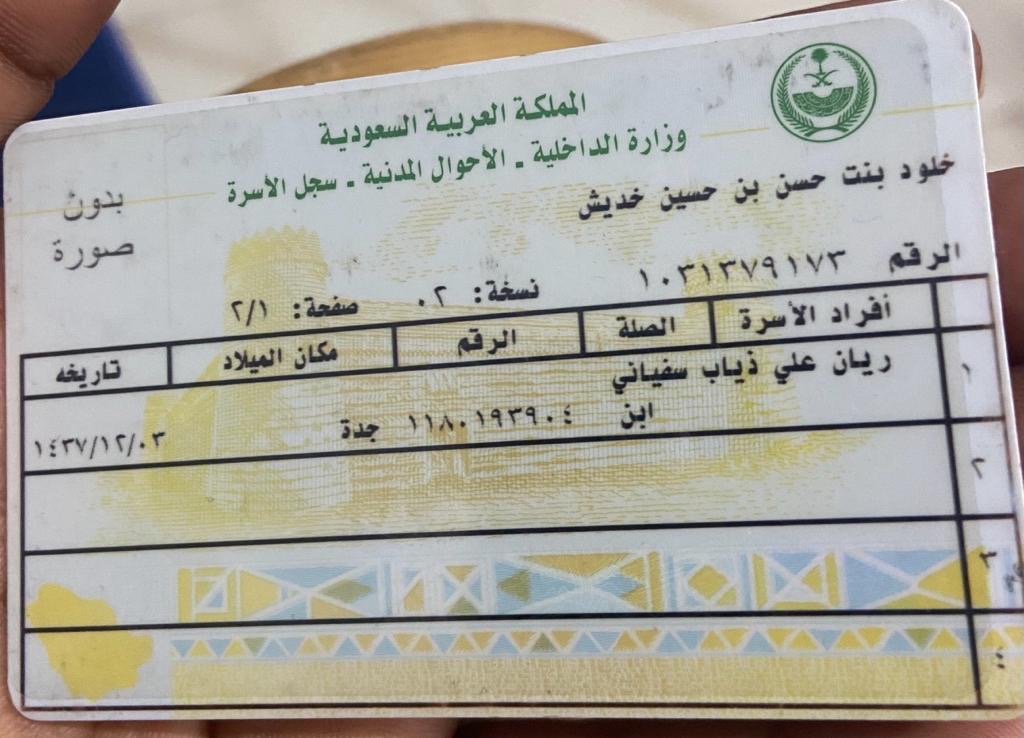 المملكة العربية السعودية
وزارة الداخلية - الأحوال المدنية - سجل الأسرة
بدون
صورة
خلود بنت حسن بن حسين خديش
الرقم ١٠٣١٣٧٩١٧٣
نسخة: ٠٢ صفحة: ٢/١
أفراد الأسرة الصلة الرقم مكان الميلاد تاريخه
١ ريان علي ذياب سفياني
ابن ١١٨٠١٩٣٩٠٤ جدة ١٤٣٧/١٢/٠٣
٢
٣
٤